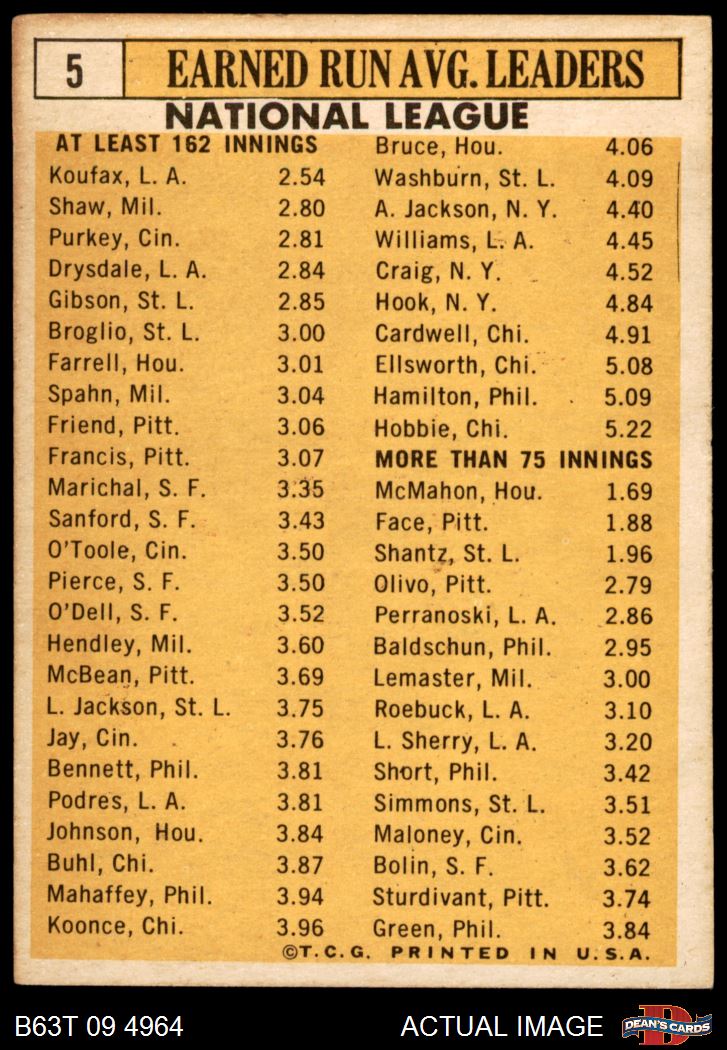 5
EARNED RUN AVG. LEADERS
NATIONAL LEAGUE
AT LEAST 162 INNINGS
Koufax, L. A. 2.54
Shaw, Mil. 2.80
Purkey, Cin. 2.81
Drysdale, L. A. 2.84
Gibson, St. L. 2.85
Broglio, St. L. 3.00
Farrell, Hou. 3.01
Spahn, Mil. 3.04
Friend, Pitt. 3.06
Francis, Pitt. 3.07
Marichal, S. F. 3.35
Sanford, S. F. 3.43
O'Toole, Cin. 3.50
Pierce, S. F. 3.50
O'Dell, S. F. 3.52
Hendley, Mil. 3.60
McBean, Pitt. 3.69
L. Jackson, St. L. 3.75
Jay, Cin. 3.76
Bennett, Phil. 3.81
Podres, L. A. 3.81
Johnson, Hou. 3.84
Buhl, Chi. 3.87
Mahaffey, Phil. 3.94
Koonce, Chi. 3.96
Bruce, Hou. 4.06
Washburn, St. L. 4.09
A. Jackson, N. Y. 4.40
Williams, L. A. 4.45
Craig, N. Y. 4.52
Hook, N. Y. 4.84
Cardwell, Chi. 4.91
Ellsworth, Chi. 5.08
Hamilton, Phil. 5.09
Hobbie, Chi. 5.22
MORE THAN 75 INNINGS
McMahon, Hou. 1.69
Face, Pitt. 1.88
Shantz, St. L. 1.96
Olivo, Pitt. 2.79
Perranoski, L. A. 2.86
Baldschun, Phil. 2.95
Lemaster, Mil. 3.00
Roebuck, L. A. 3.10
L. Sherry, L. A. 3.20
Short, Phil. 3.42
Simmons, St. L. 3.51
Maloney, Cin. 3.52
Bolin, S. F. 3.62
Sturdivant, Pitt. 3.74
Green, Phil. 3.84
©T.C.G. PRINTED IN U.S.A.
B63T 09 4964
ACTUAL IMAGE
D
DEAN'S CARDS